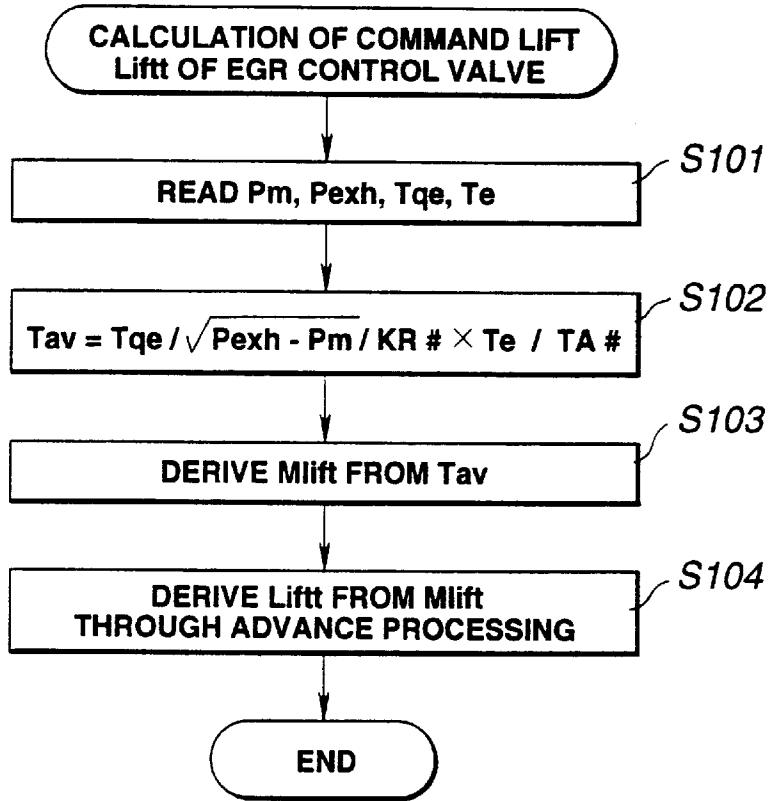 CALCULATION OF COMMAND LIFT
Liftt OF EGR CONTROL VALVE
S101
READ Pm, Pexh, Tqe, Te
S102
Tav = Tqe / √Pexh - Pm / KR # × Te / TA #
S103
DERIVE Mlift FROM Tav
S104
DERIVE Liftt FROM Mlift
THROUGH ADVANCE PROCESSING
END